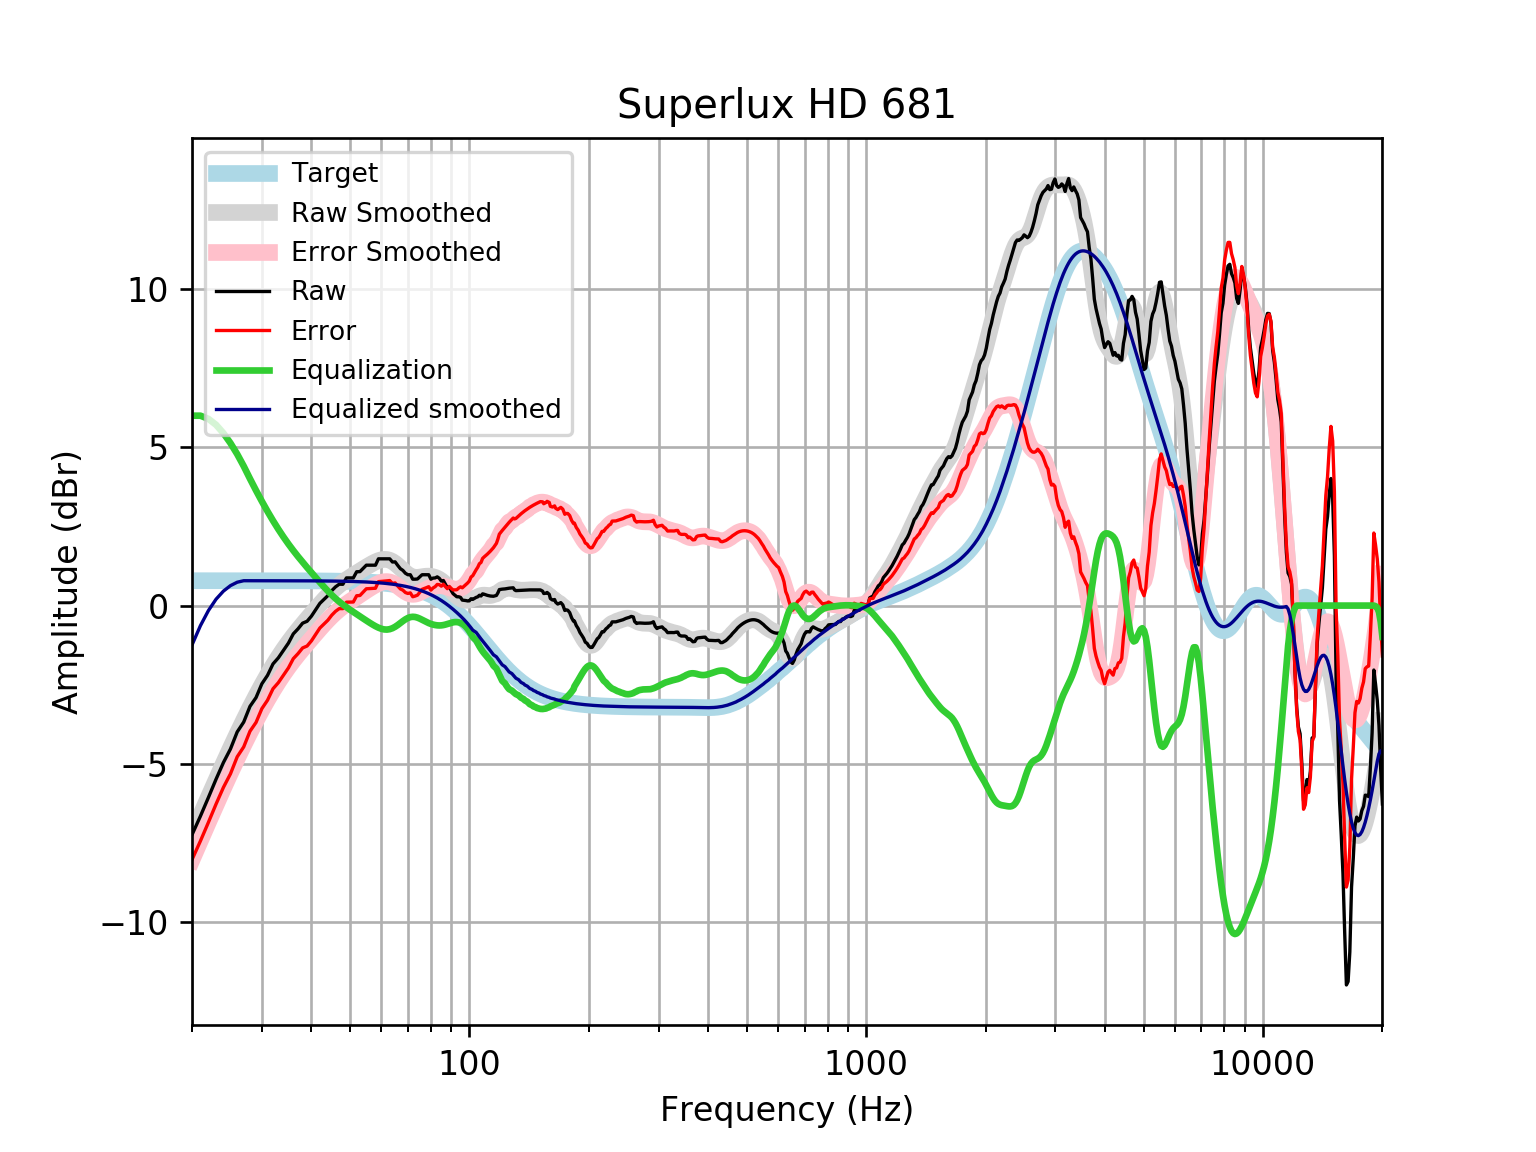 Superlux HD 681
Target
Raw Smoothed
Error Smoothed
Raw
Error
Equalization
Equalized smoothed
10
5
0
−5
−10
Amplitude (dBr)
100
1000
10000
Frequency (Hz)